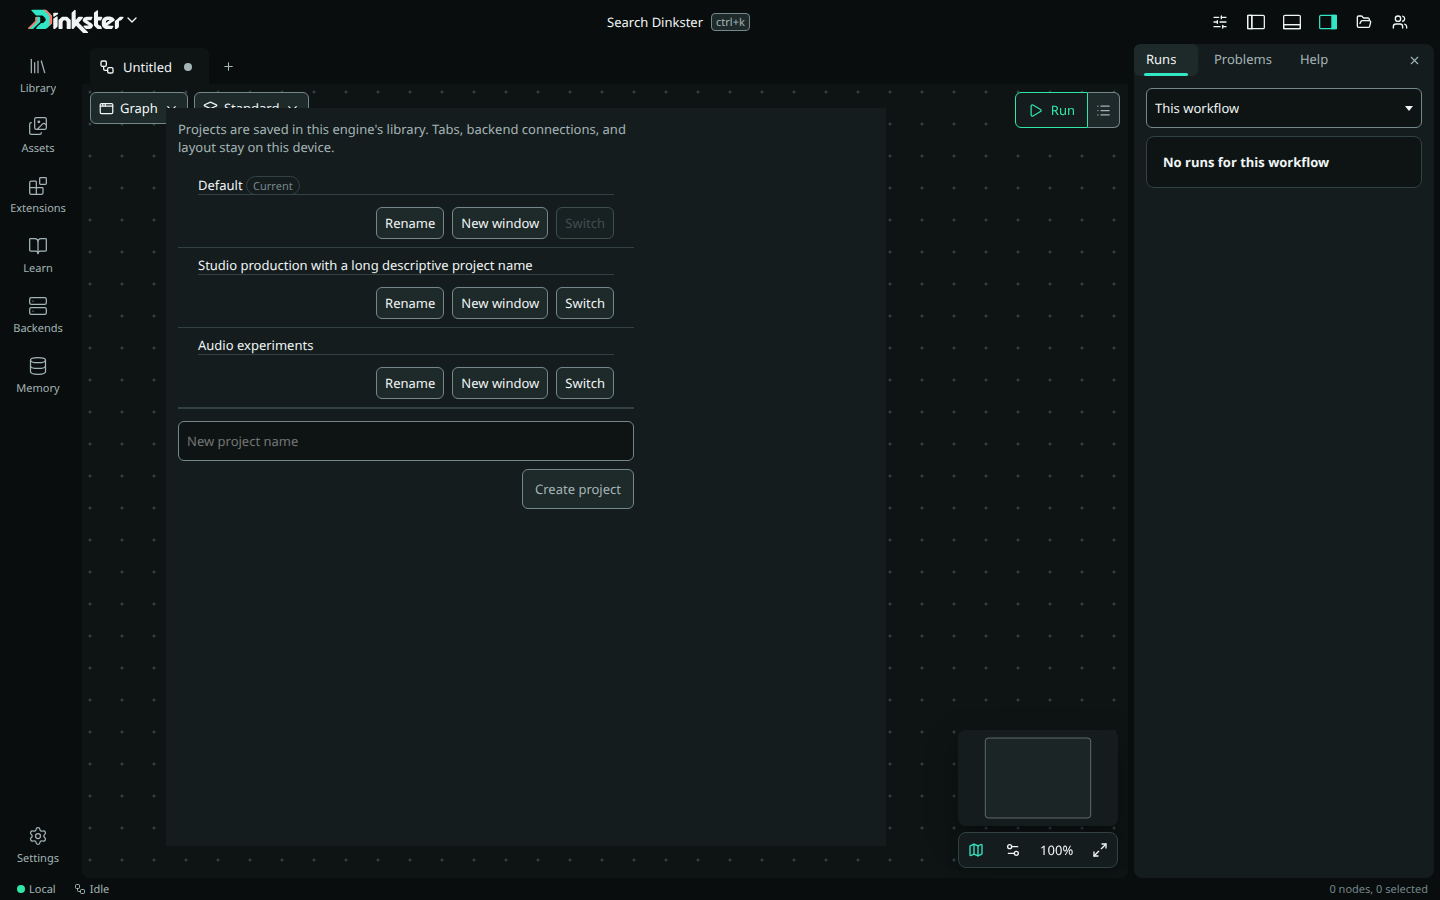 Dinkster
Search Dinkster ctrl+k
Library
Assets
Extensions
Learn
Backends
Memory
Settings
Untitled
Graph
Standard
Run
Projects are saved in this engine's library. Tabs, backend connections, and
layout stay on this device.
Default Current
Rename New window Switch
Studio production with a long descriptive project name
Rename New window Switch
Audio experiments
Rename New window Switch
New project name
Create project
Runs Problems Help
This workflow
No runs for this workflow
100%
Local Idle
0 nodes, 0 selected